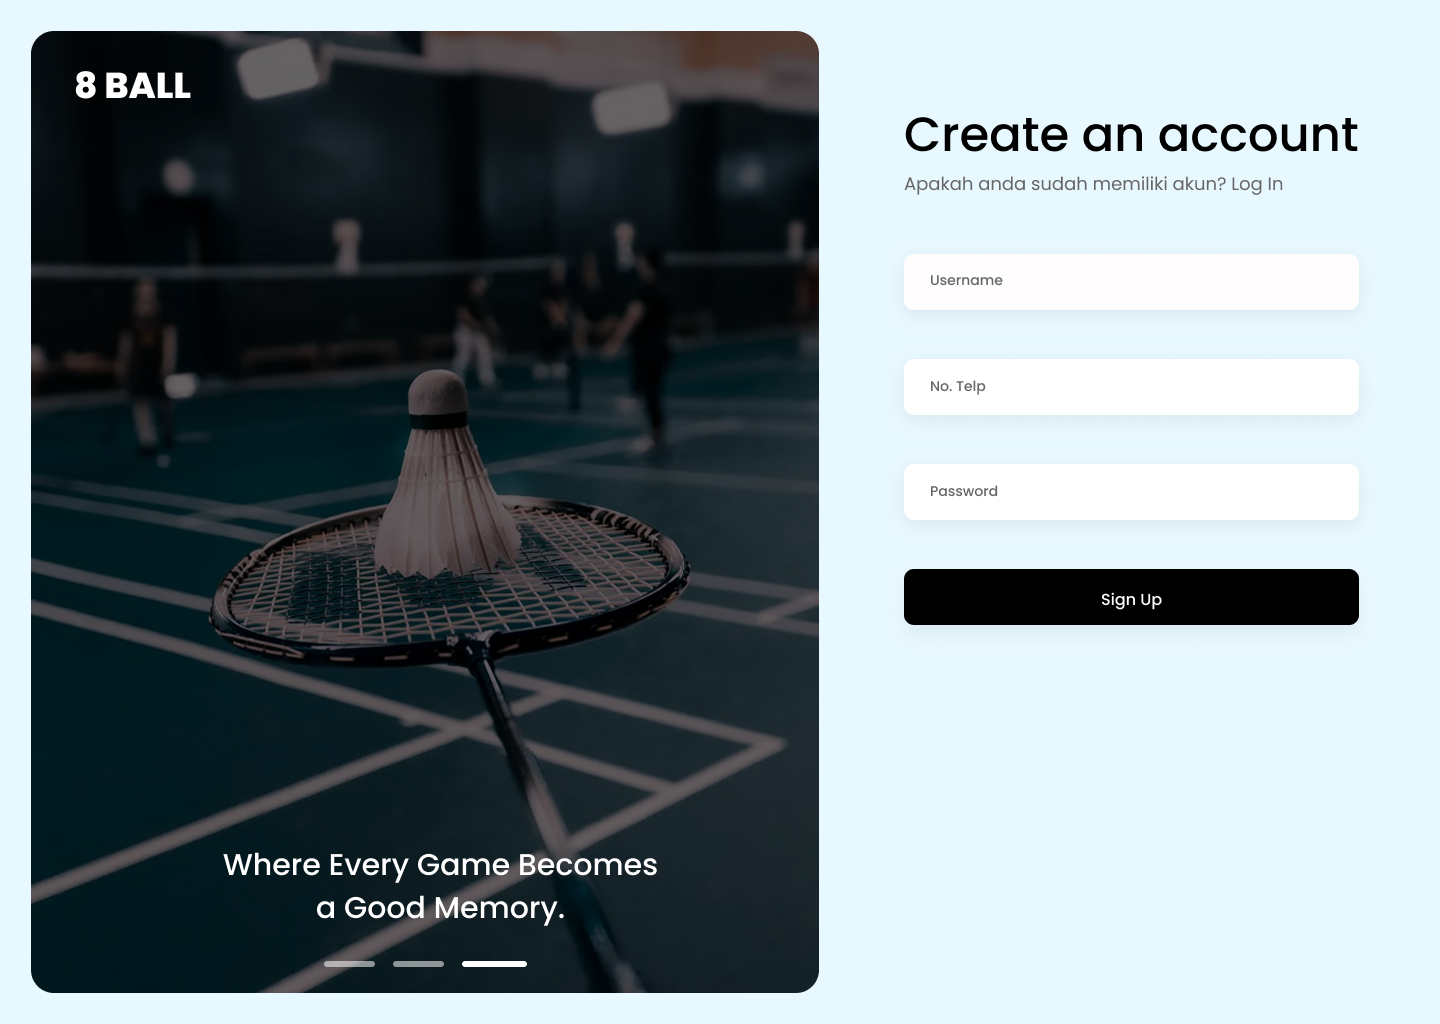 8 BALL
Where Every Game Becomes
a Good Memory.
Create an account
Apakah anda sudah memiliki akun? Log In
Username
No. Telp
Password
Sign Up